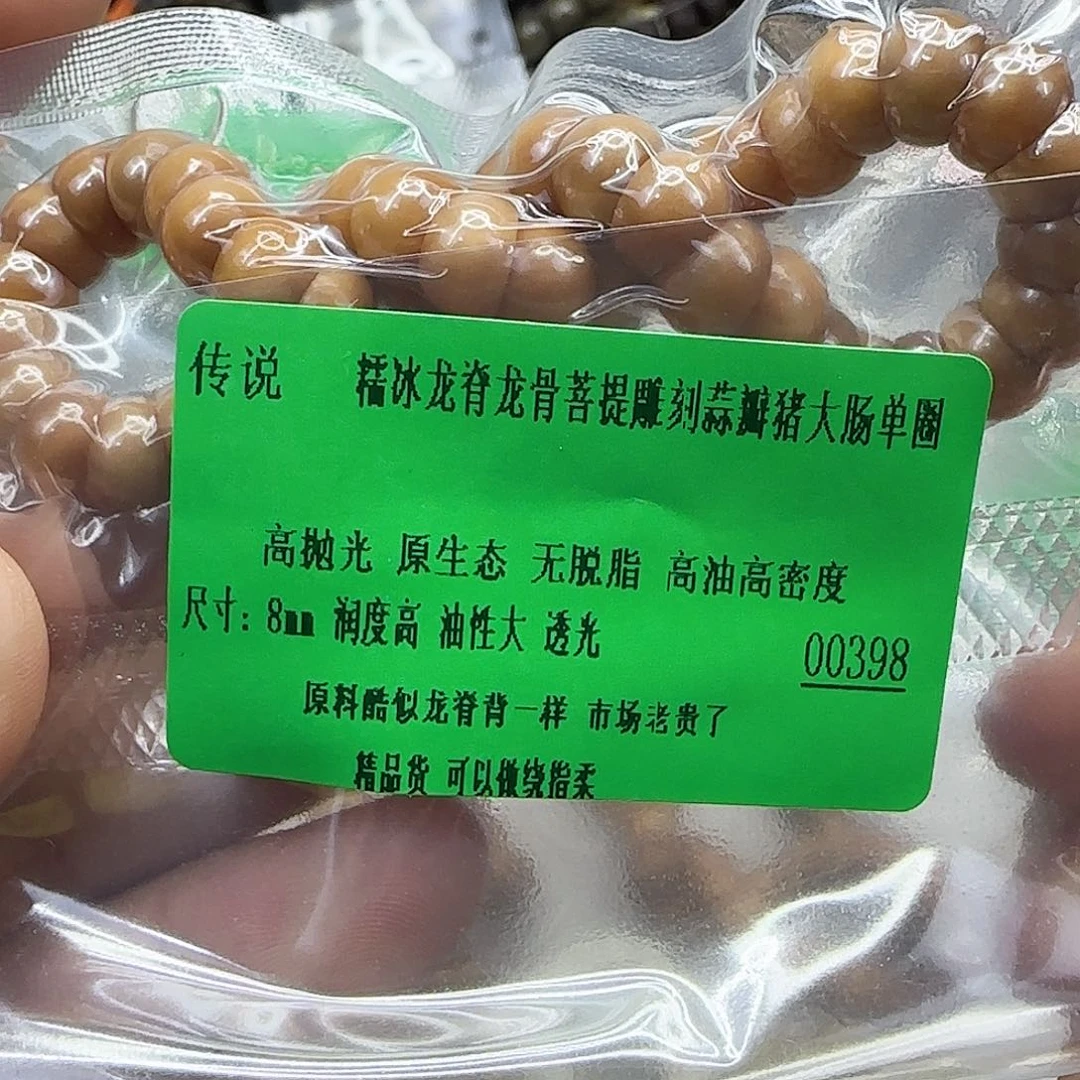 传说 糯冰龙脊龙骨菩提雕刻蒜瓣猪大肠单圈
高抛光 原生态 无脱脂 高油高密度
尺寸：8mm 润度高 油性大 透光
00398
原料酷似龙脊背一样 市场老贵了
精品货 可以做绕指柔